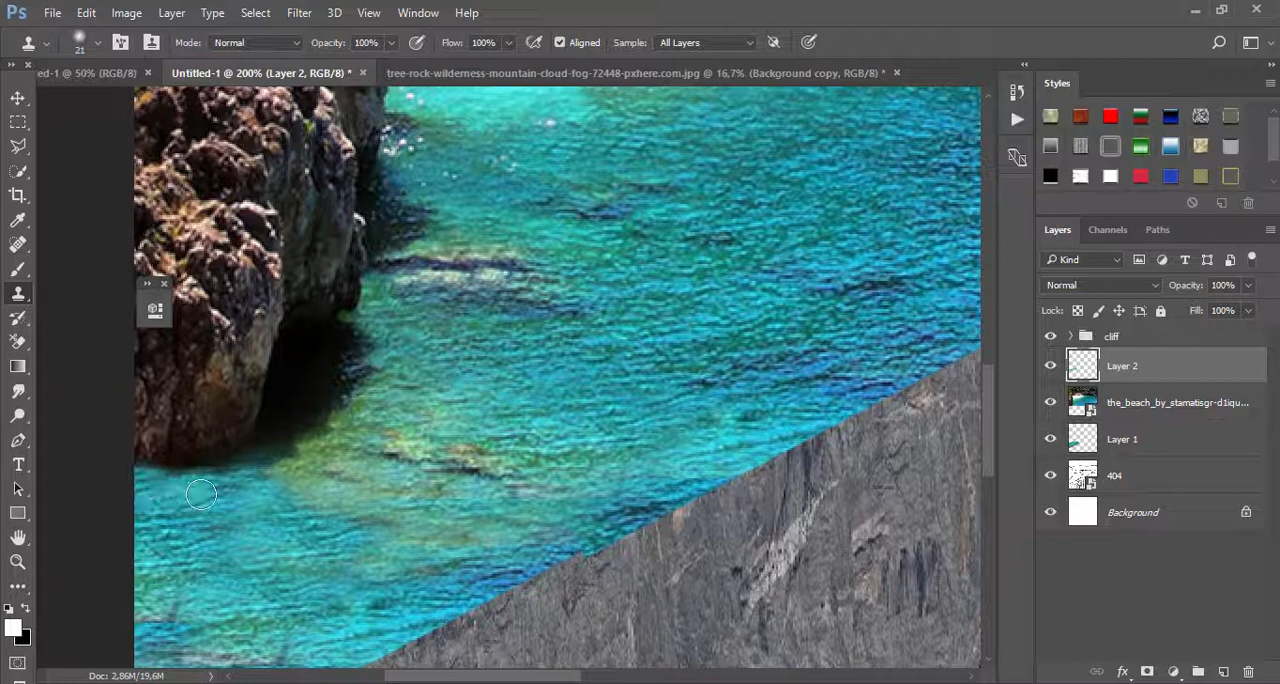 Ps File Edit Image Layer Type Select Filter 3D View Window Help
21 Mode: Normal Opacity: 100% Flow: 100% Aligned Sample: All Layers
ed-1 @ 50% (RGB/8) × Untitled-1 @ 200% (Layer 2, RGB/8) * × tree-rock-wilderness-mountain-cloud-fog-72448-pxhere.com.jpg @ 16,7% (Background copy, RGB/8) * ×
Styles
Layers Channels Paths
Kind
Normal Opacity: 100%
Lock: Fill: 100%
cliff
Layer 2
the_beach_by_stamatisgr-d1iqu...
Layer 1
404
Background
Doc: 2,86M/19,6M